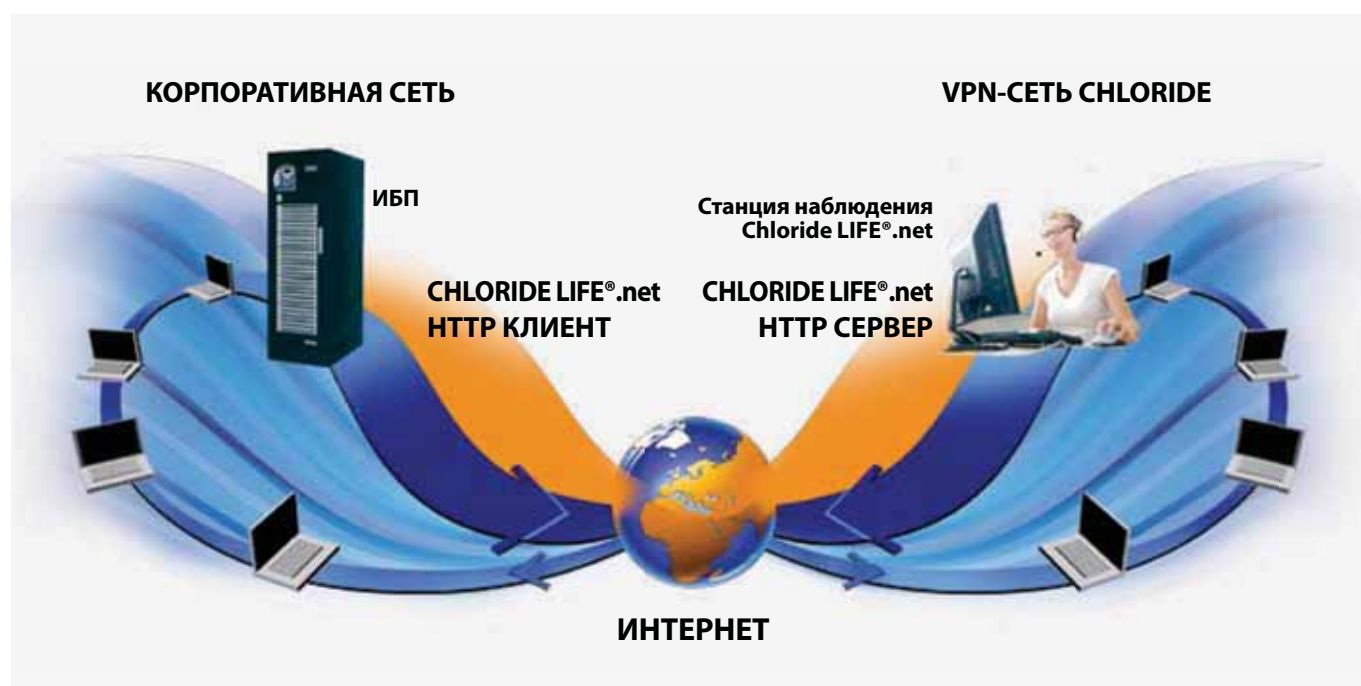 КОРПОРАТИВНАЯ СЕТЬ
VPN-СЕТЬ CHLORIDE
ИБП
Станция наблюдения
Chloride LIFE®.net
CHLORIDE LIFE®.net
HTTP КЛИЕНТ
CHLORIDE LIFE®.net
HTTP СЕРВЕР
ИНТЕРНЕТ